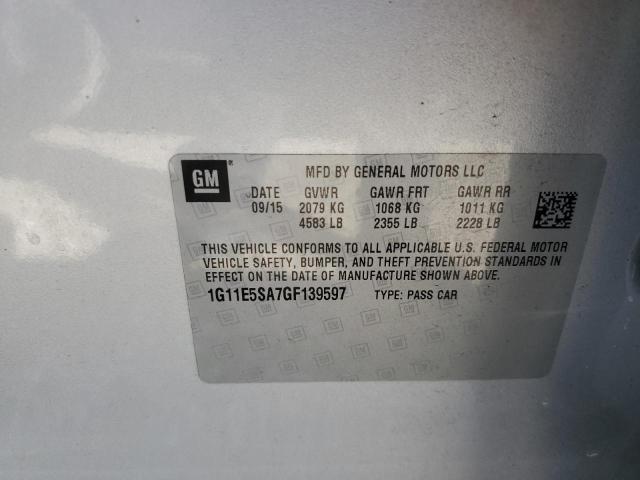 GM
MFD BY GENERAL MOTORS LLC
DATE GVWR GAWR FRT GAWR RR
09/15 2079 KG 1068 KG 1011 KG
4583 LB 2355 LB 2228 LB
THIS VEHICLE CONFORMS TO ALL APPLICABLE U.S. FEDERAL MOTOR
VEHICLE SAFETY, BUMPER, AND THEFT PREVENTION STANDARDS IN
EFFECT ON THE DATE OF MANUFACTURE SHOWN ABOVE.
1G11E5SA7GF139597 TYPE: PASS CAR